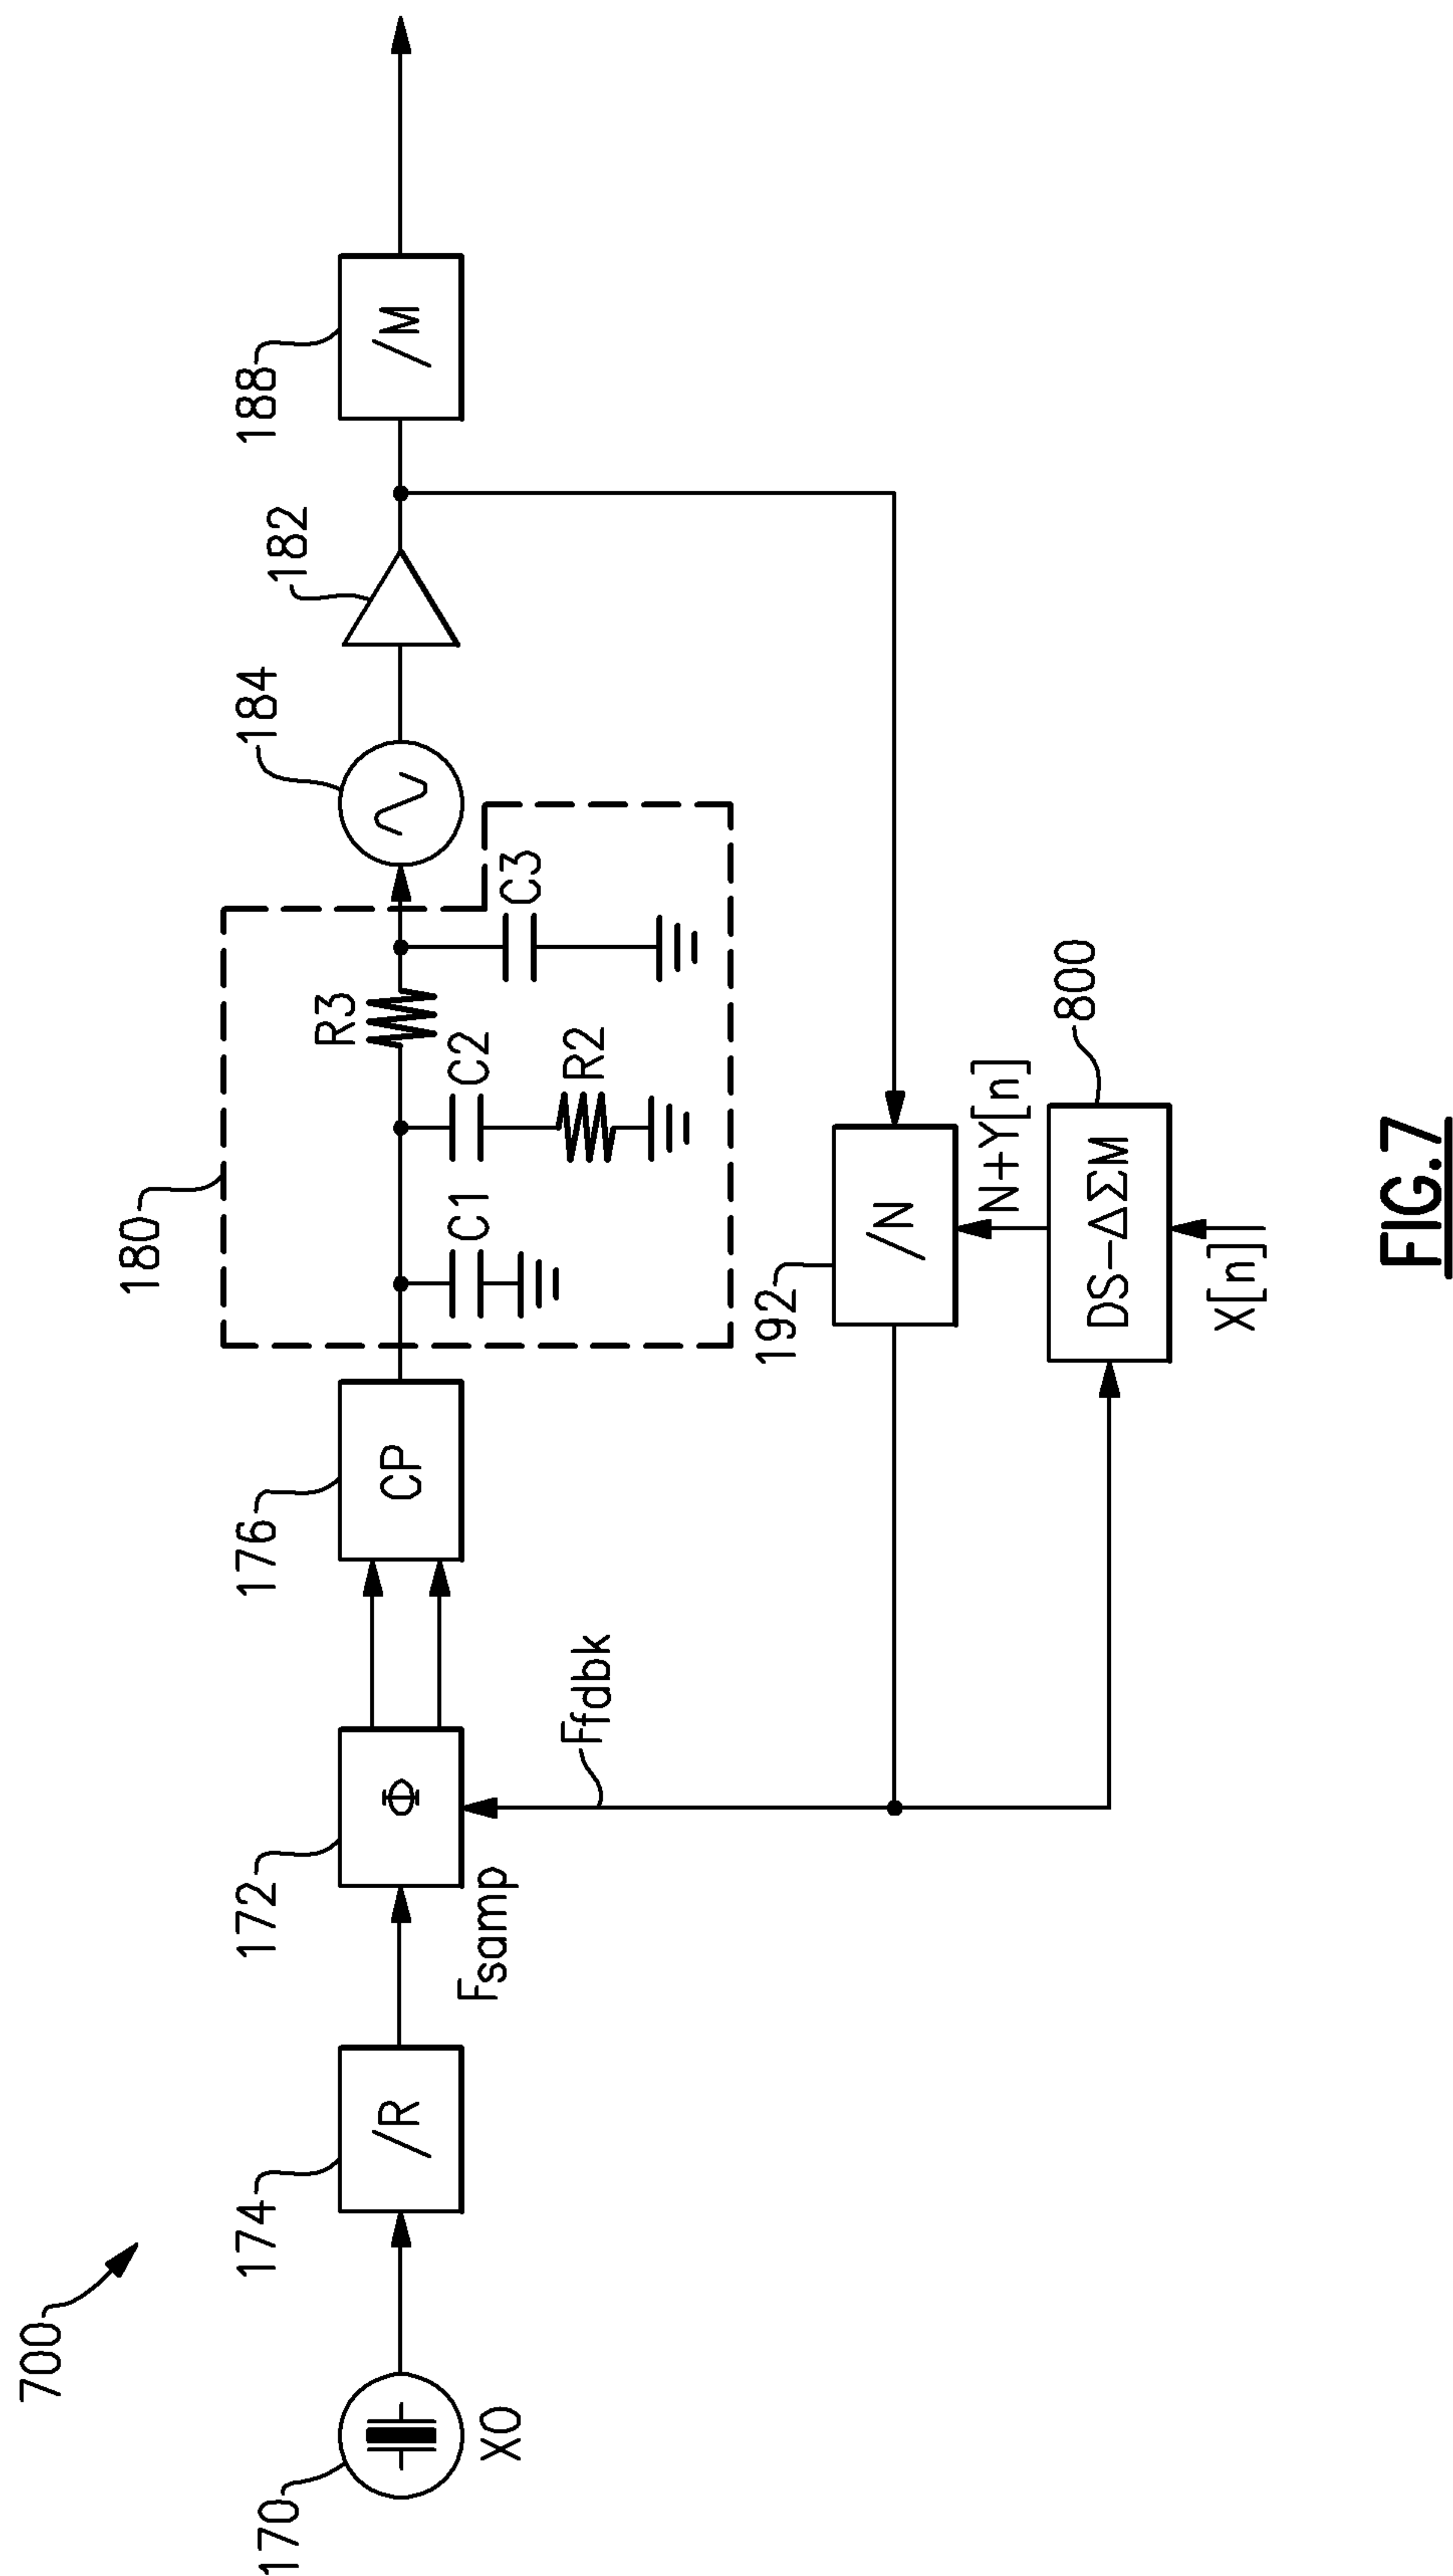 700
170
XO
174
/R
Fsamp
172
Φ
Ffdbk
176
CP
180
C1
C2
R2
R3
C3
184
182
188
/M
192
/N
N+Y[n]
800
DS-ΔΣM
X[n]
FIG.7